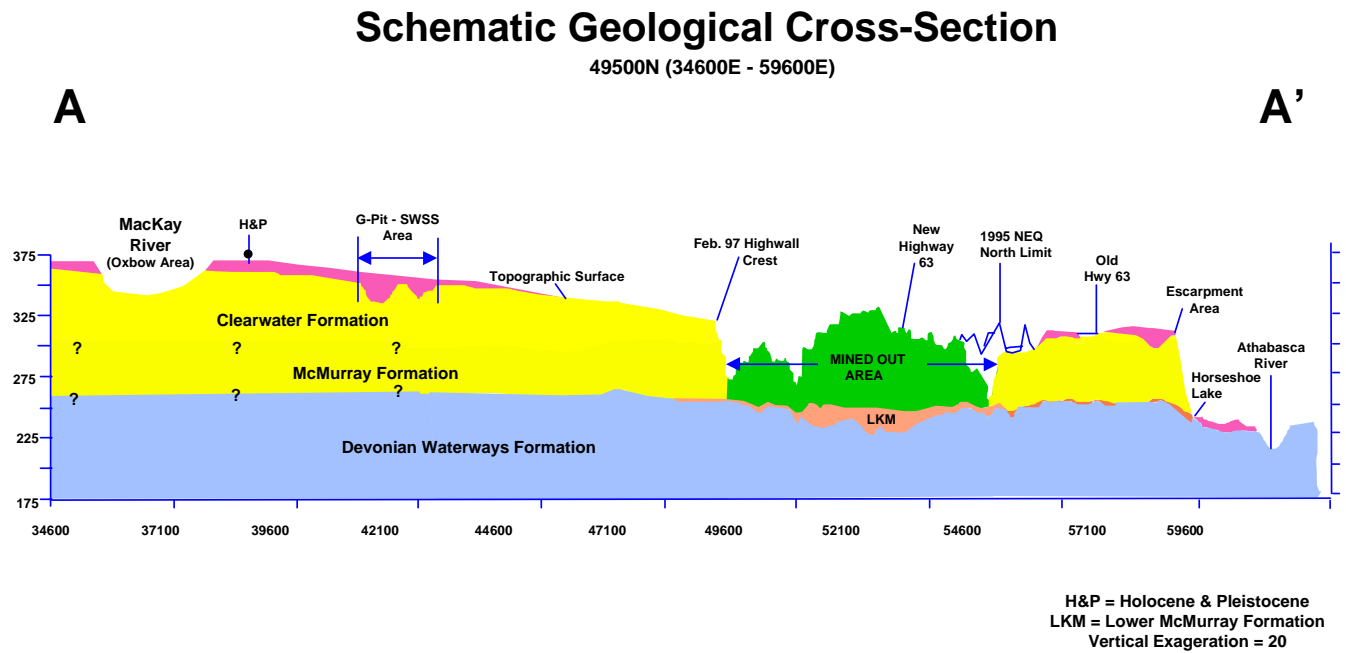 Schematic Geological Cross-Section
49500N (34600E - 59600E)
A
A’
MacKay
River
(Oxbow Area)
H&P
G-Pit - SWSS
Area
Topographic Surface
Feb. 97 Highwall
Crest
New
Highway
63
1995 NEQ
North Limit
Old
Hwy 63
Escarpment
Area
Athabasca
River
Horseshoe
Lake
375
325
275
225
175
Clearwater Formation
? ? ?
McMurray Formation
? ? ?
MINED OUT
AREA
LKM
Devonian Waterways Formation
34600 37100 39600 42100 44600 47100 49600 52100 54600 57100 59600
H&P = Holocene & Pleistocene
LKM = Lower McMurray Formation
Vertical Exageration = 20